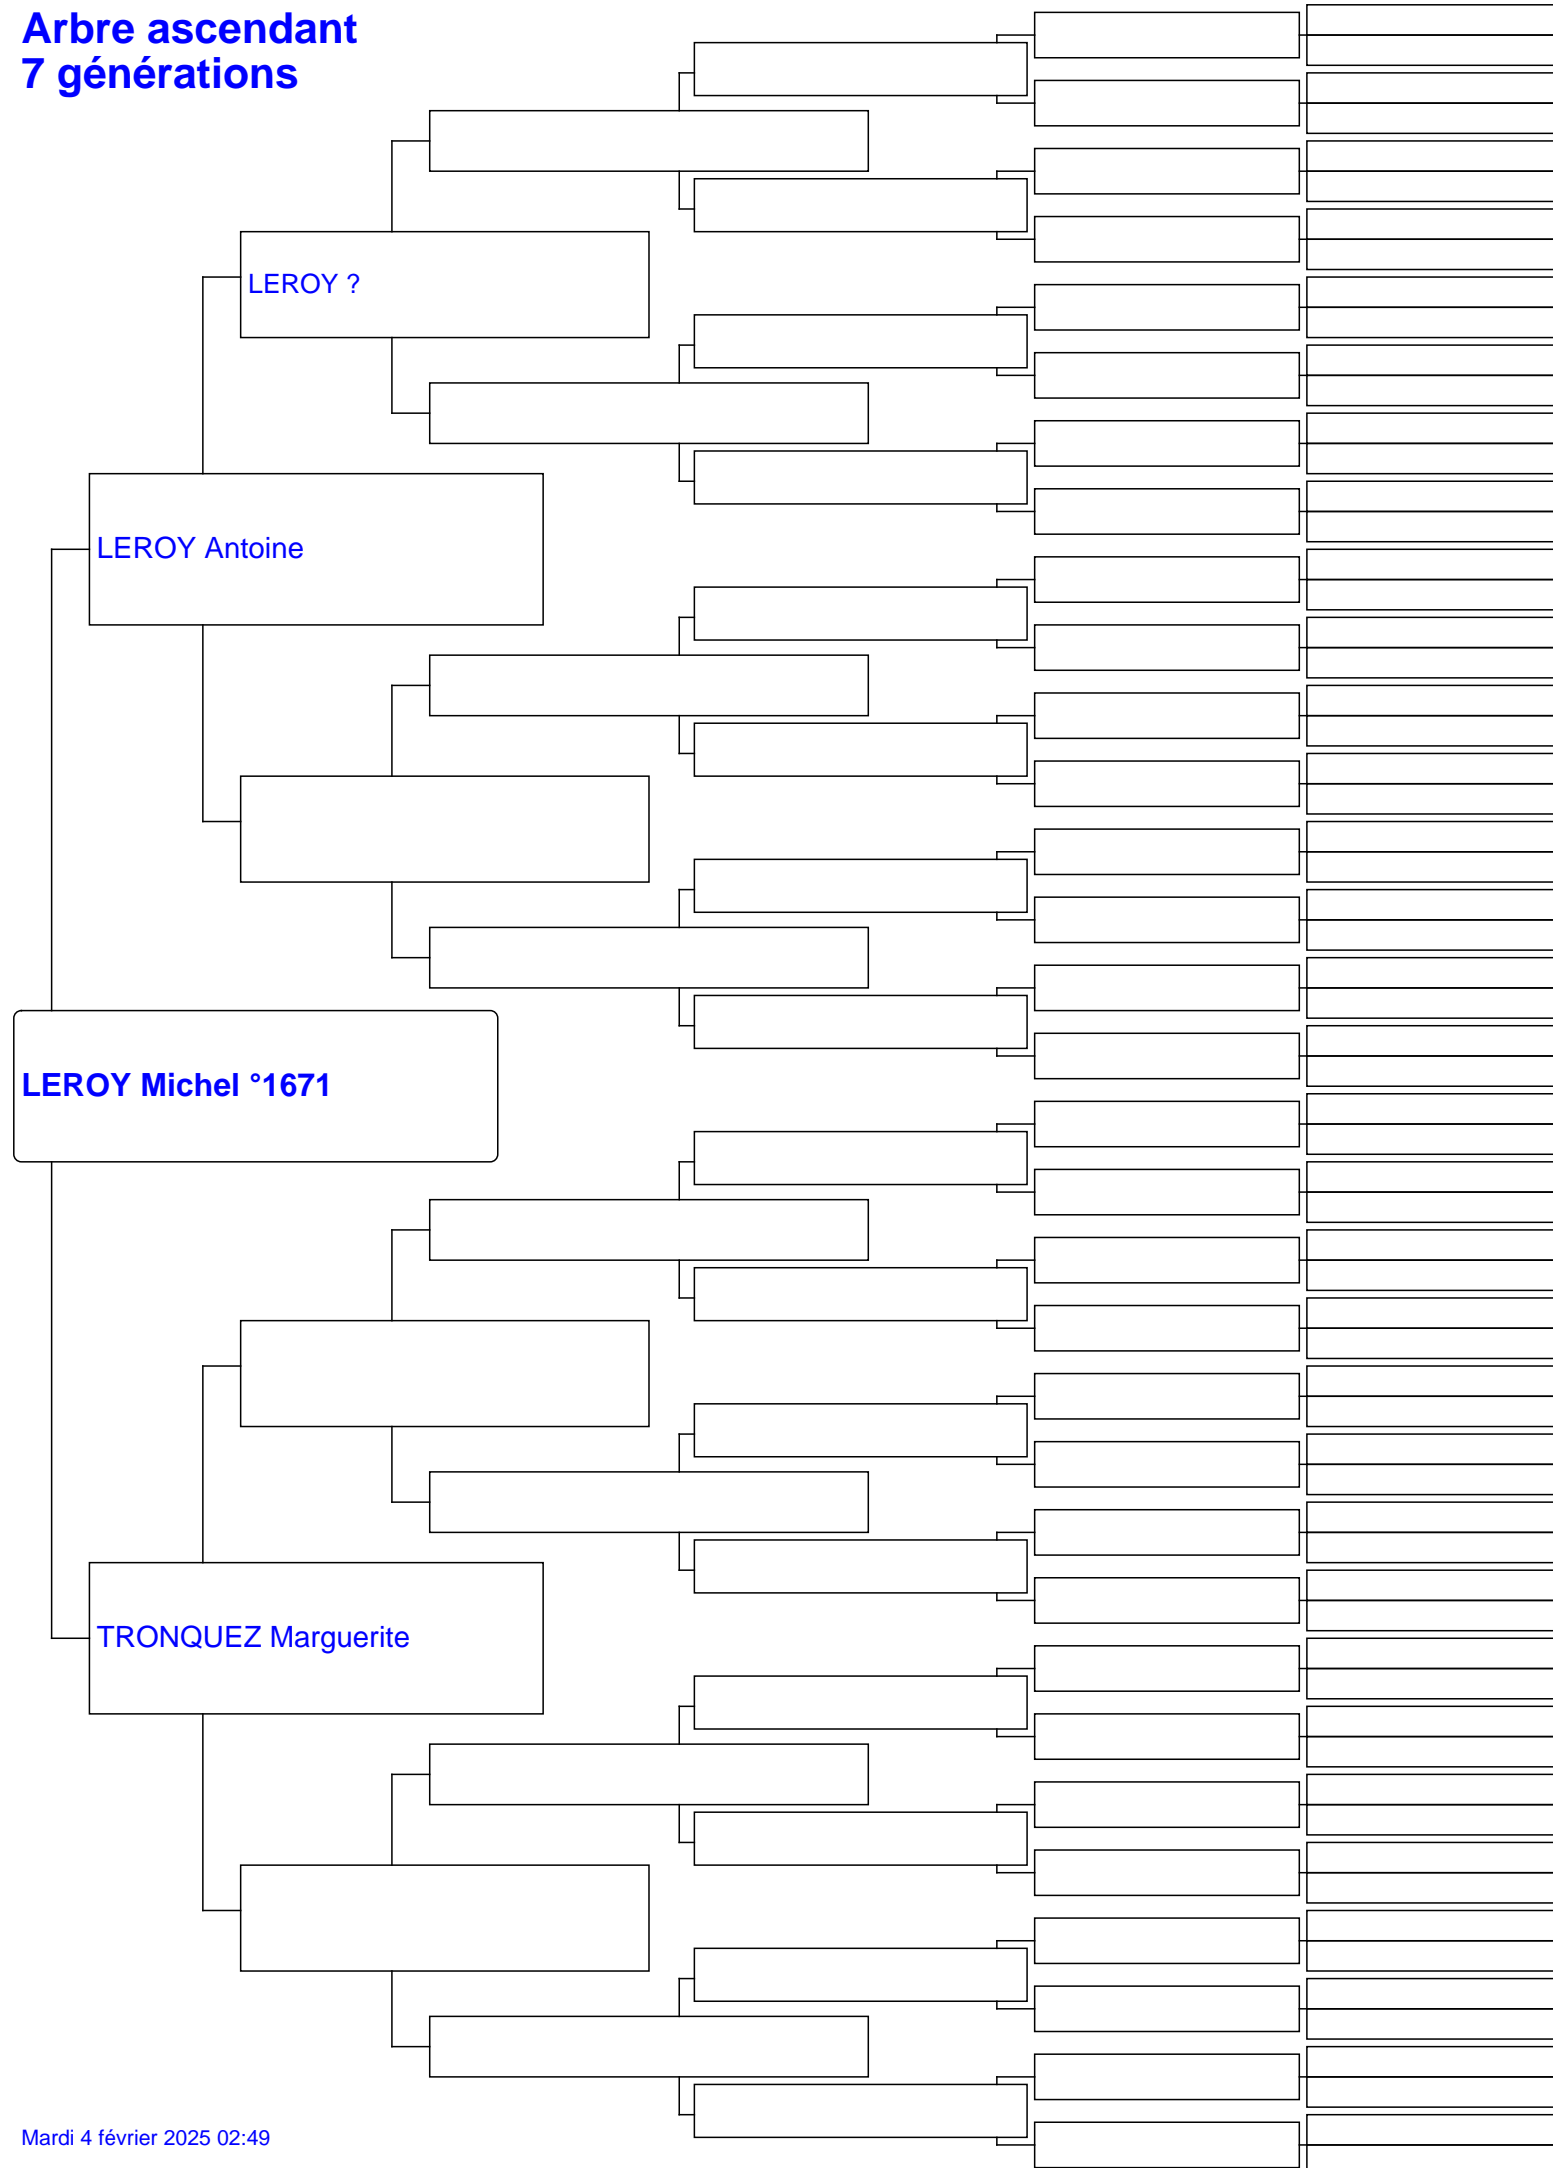 Arbre ascendant
7 générations
LEROY ?
LEROY Antoine
LEROY Michel °1671
TRONQUEZ Marguerite
Mardi 4 février 2025 02:49